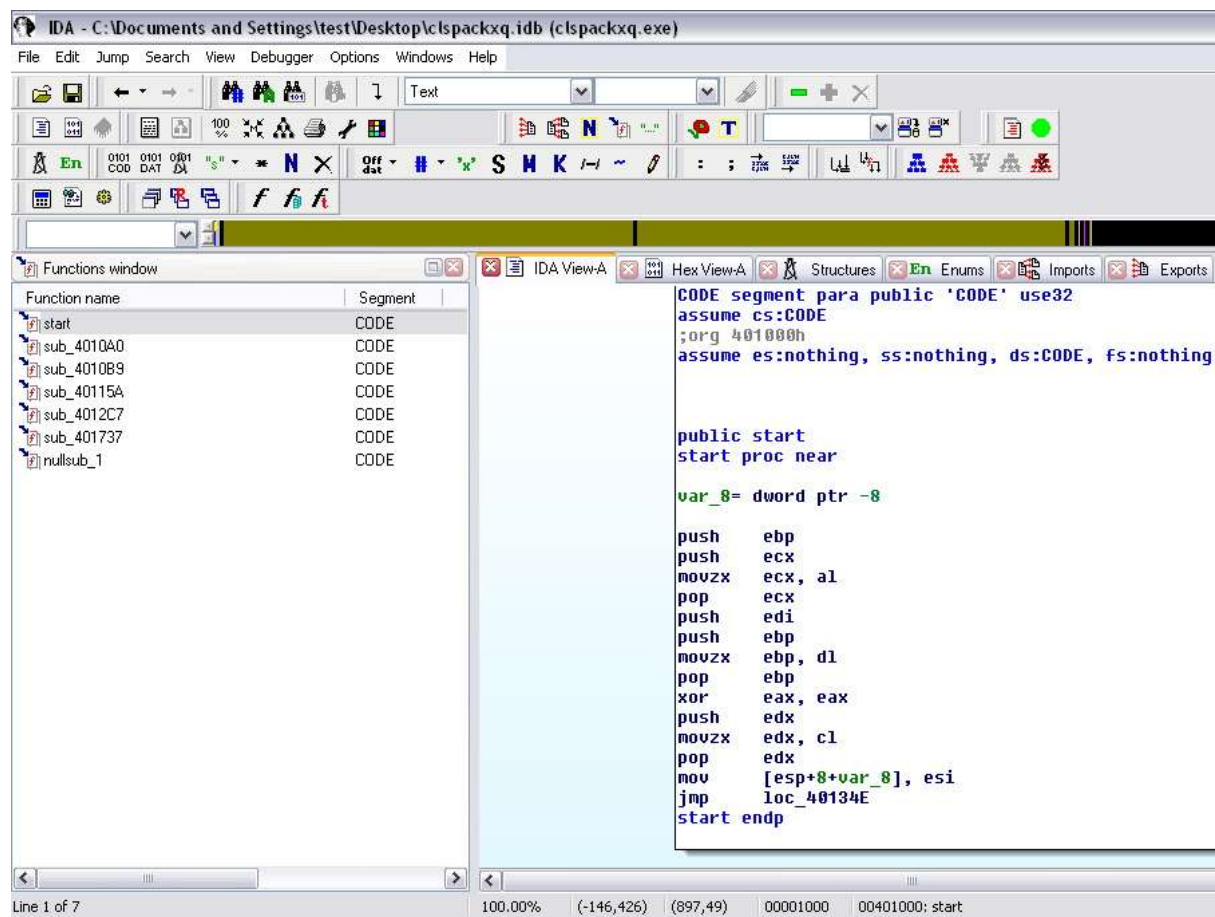 IDA - C:\Documents and Settings\test\Desktop\clspackxq.idb (clspackxq.exe)
File Edit Jump Search View Debugger Options Windows Help
Text
N T
En S M K : ;
Functions window
Function name Segment
start CODE
sub_4010A0 CODE
sub_4010B9 CODE
sub_40115A CODE
sub_4012C7 CODE
sub_401737 CODE
nullsub_1 CODE
IDA View-A Hex View-A Structures En Enums Imports Exports
CODE segment para public 'CODE' use32
assume cs:CODE
;org 401000h
assume es:nothing, ss:nothing, ds:CODE, fs:nothing
public start
start proc near
var_8= dword ptr -8
push ebp
push ecx
movzx ecx, al
pop ecx
push edi
push ebp
movzx ebp, dl
pop ebp
xor eax, eax
push edx
movzx edx, cl
pop edx
mov [esp+8+var_8], esi
jmp loc_40134E
start endp
Line 1 of 7
100.00% (-146,426) (897,49) 00001000 00401000: start